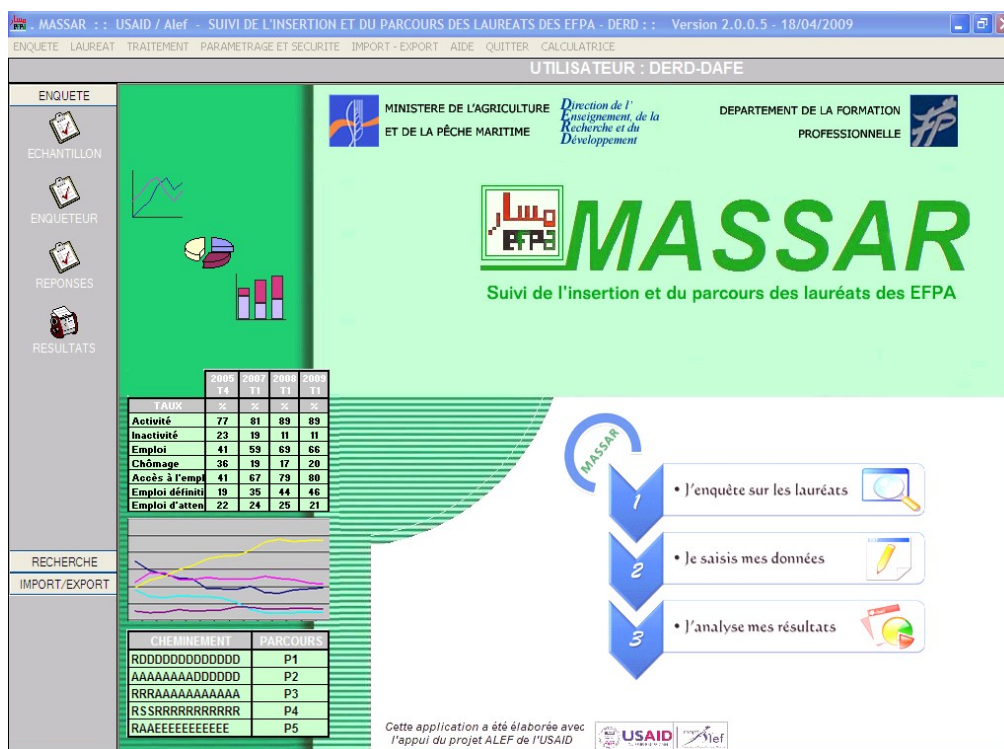 . MASSAR : : USAID / Alef - SUIVI DE L'INSERTION ET DU PARCOURS DES LAUREATS DES EFPA - DERD : : Version 2.0.0.5 - 18/04/2009
ENQUETE LAUREAT TRAITEMENT PARAMETRAGE ET SECURITE IMPORT - EXPORT AIDE QUITTER CALCULATRICE
UTILISATEUR : DERD-DAFE
ENQUETE
ECHANTILLON
ENQUETEUR
REPONSES
RESULTATS
RECHERCHE
IMPORT/EXPORT
MINISTERE DE L'AGRICULTURE
ET DE LA PÊCHE MARITIME
Direction de l'
Enseignement, de la
Recherche et du
Développement
DEPARTEMENT DE LA FORMATION
PROFESSIONNELLE
مسار
EFPA
MASSAR
Suivi de l'insertion et du parcours des lauréats des EFPA
2005 2007 2008 2009
T4 T1 T1 T1
TAUX % % % %
Activité 77 81 89 89
Inactivité 23 19 11 11
Emploi 41 59 69 66
Chômage 36 19 17 20
Accès à l'empl 41 67 79 80
Emploi définiti 19 35 44 46
Emploi d'atten 22 24 25 21
CHEMINEMENT PARCOURS
RDDDDDDDDDDDDD P1
AAAAAAAADDDDDD P2
RRRAAAAAAAAAAA P3
RSSRRRRRRRRRRR P4
RAAEEEEEEEEEEE P5
MASSAR
1 • J'enquête sur les lauréats
2 • Je saisis mes données
3 • J'analyse mes résultats
Cette application a été élaborée avec
l'appui du projet ALEF de l'USAID
USAID
Alef